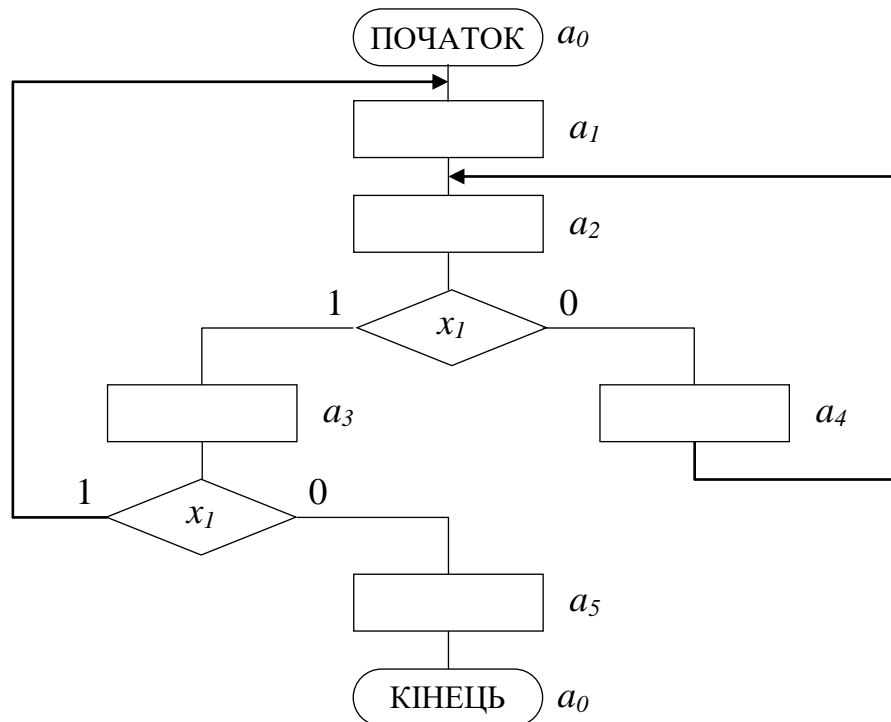 ПОЧАТОК a₀
a₁
a₂
1 x₁ 0
a₃ a₄
1 x₁ 0
a₅
КІНЕЦЬ a₀